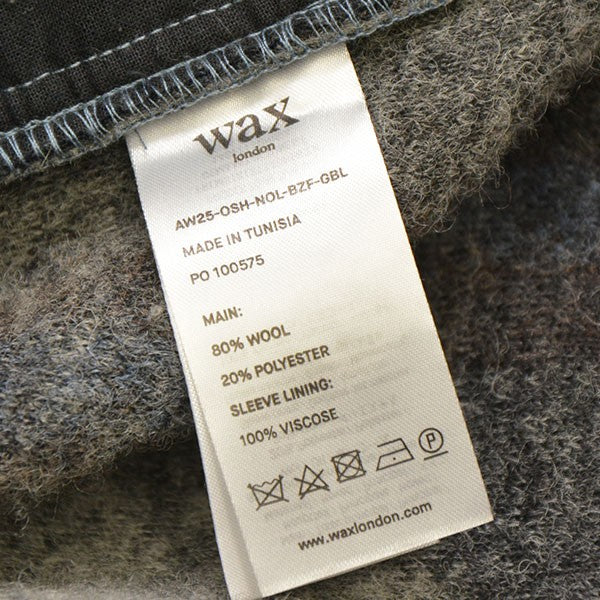 wax
london
AW25-OSH-NOL-BZF-GBL
MADE IN TUNISIA
PO 100575
MAIN:
80% WOOL
20% POLYESTER
SLEEVE LINING:
100% VISCOSE
P
www.waxlondon.com